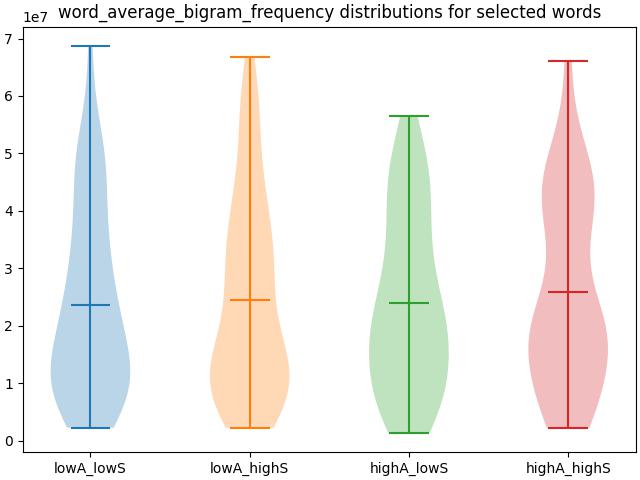 word_average_bigram_frequency distributions for selected words
1e7
7
6
5
4
3
2
1
0
lowA_lowS lowA_highS highA_lowS highA_highS